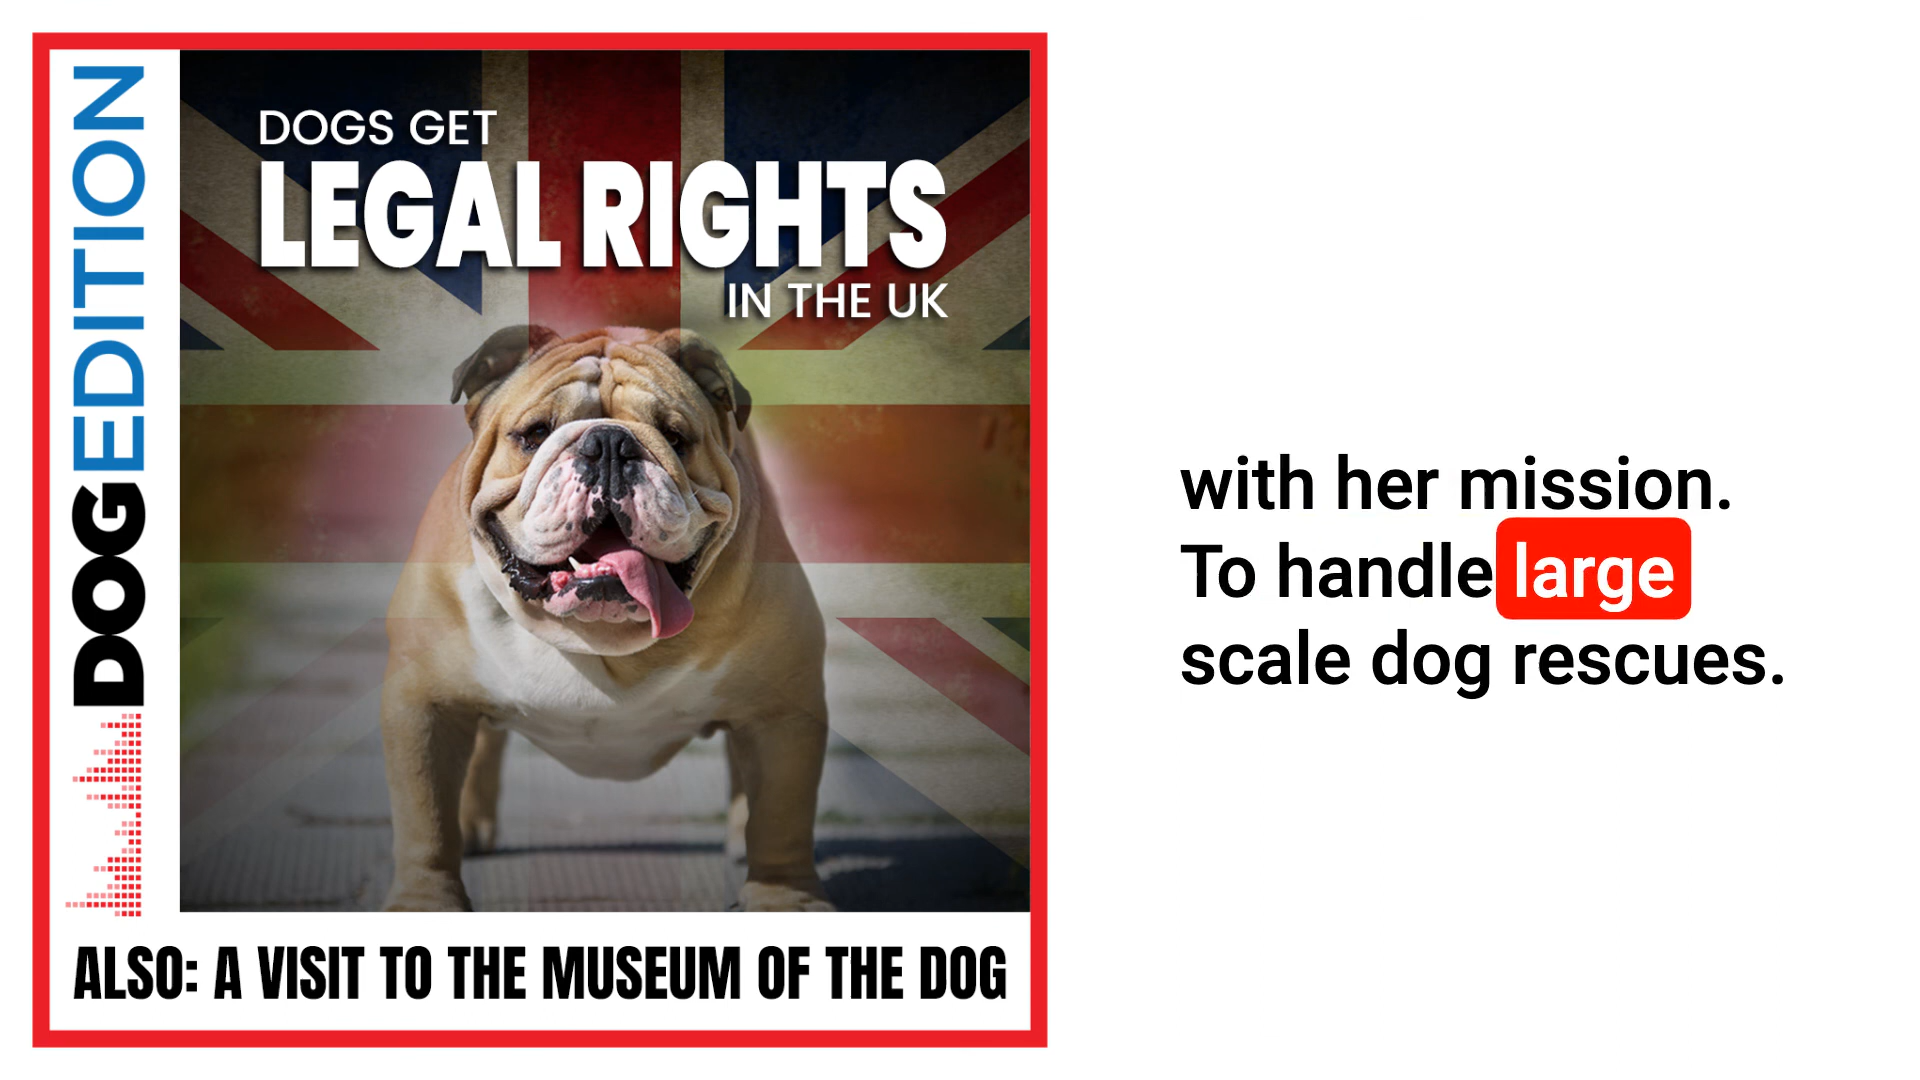 DOGEDITION
DOGS GET
LEGAL RIGHTS
IN THE UK
ALSO: A VISIT TO THE MUSEUM OF THE DOG
with her mission.
To handle large
scale dog rescues.